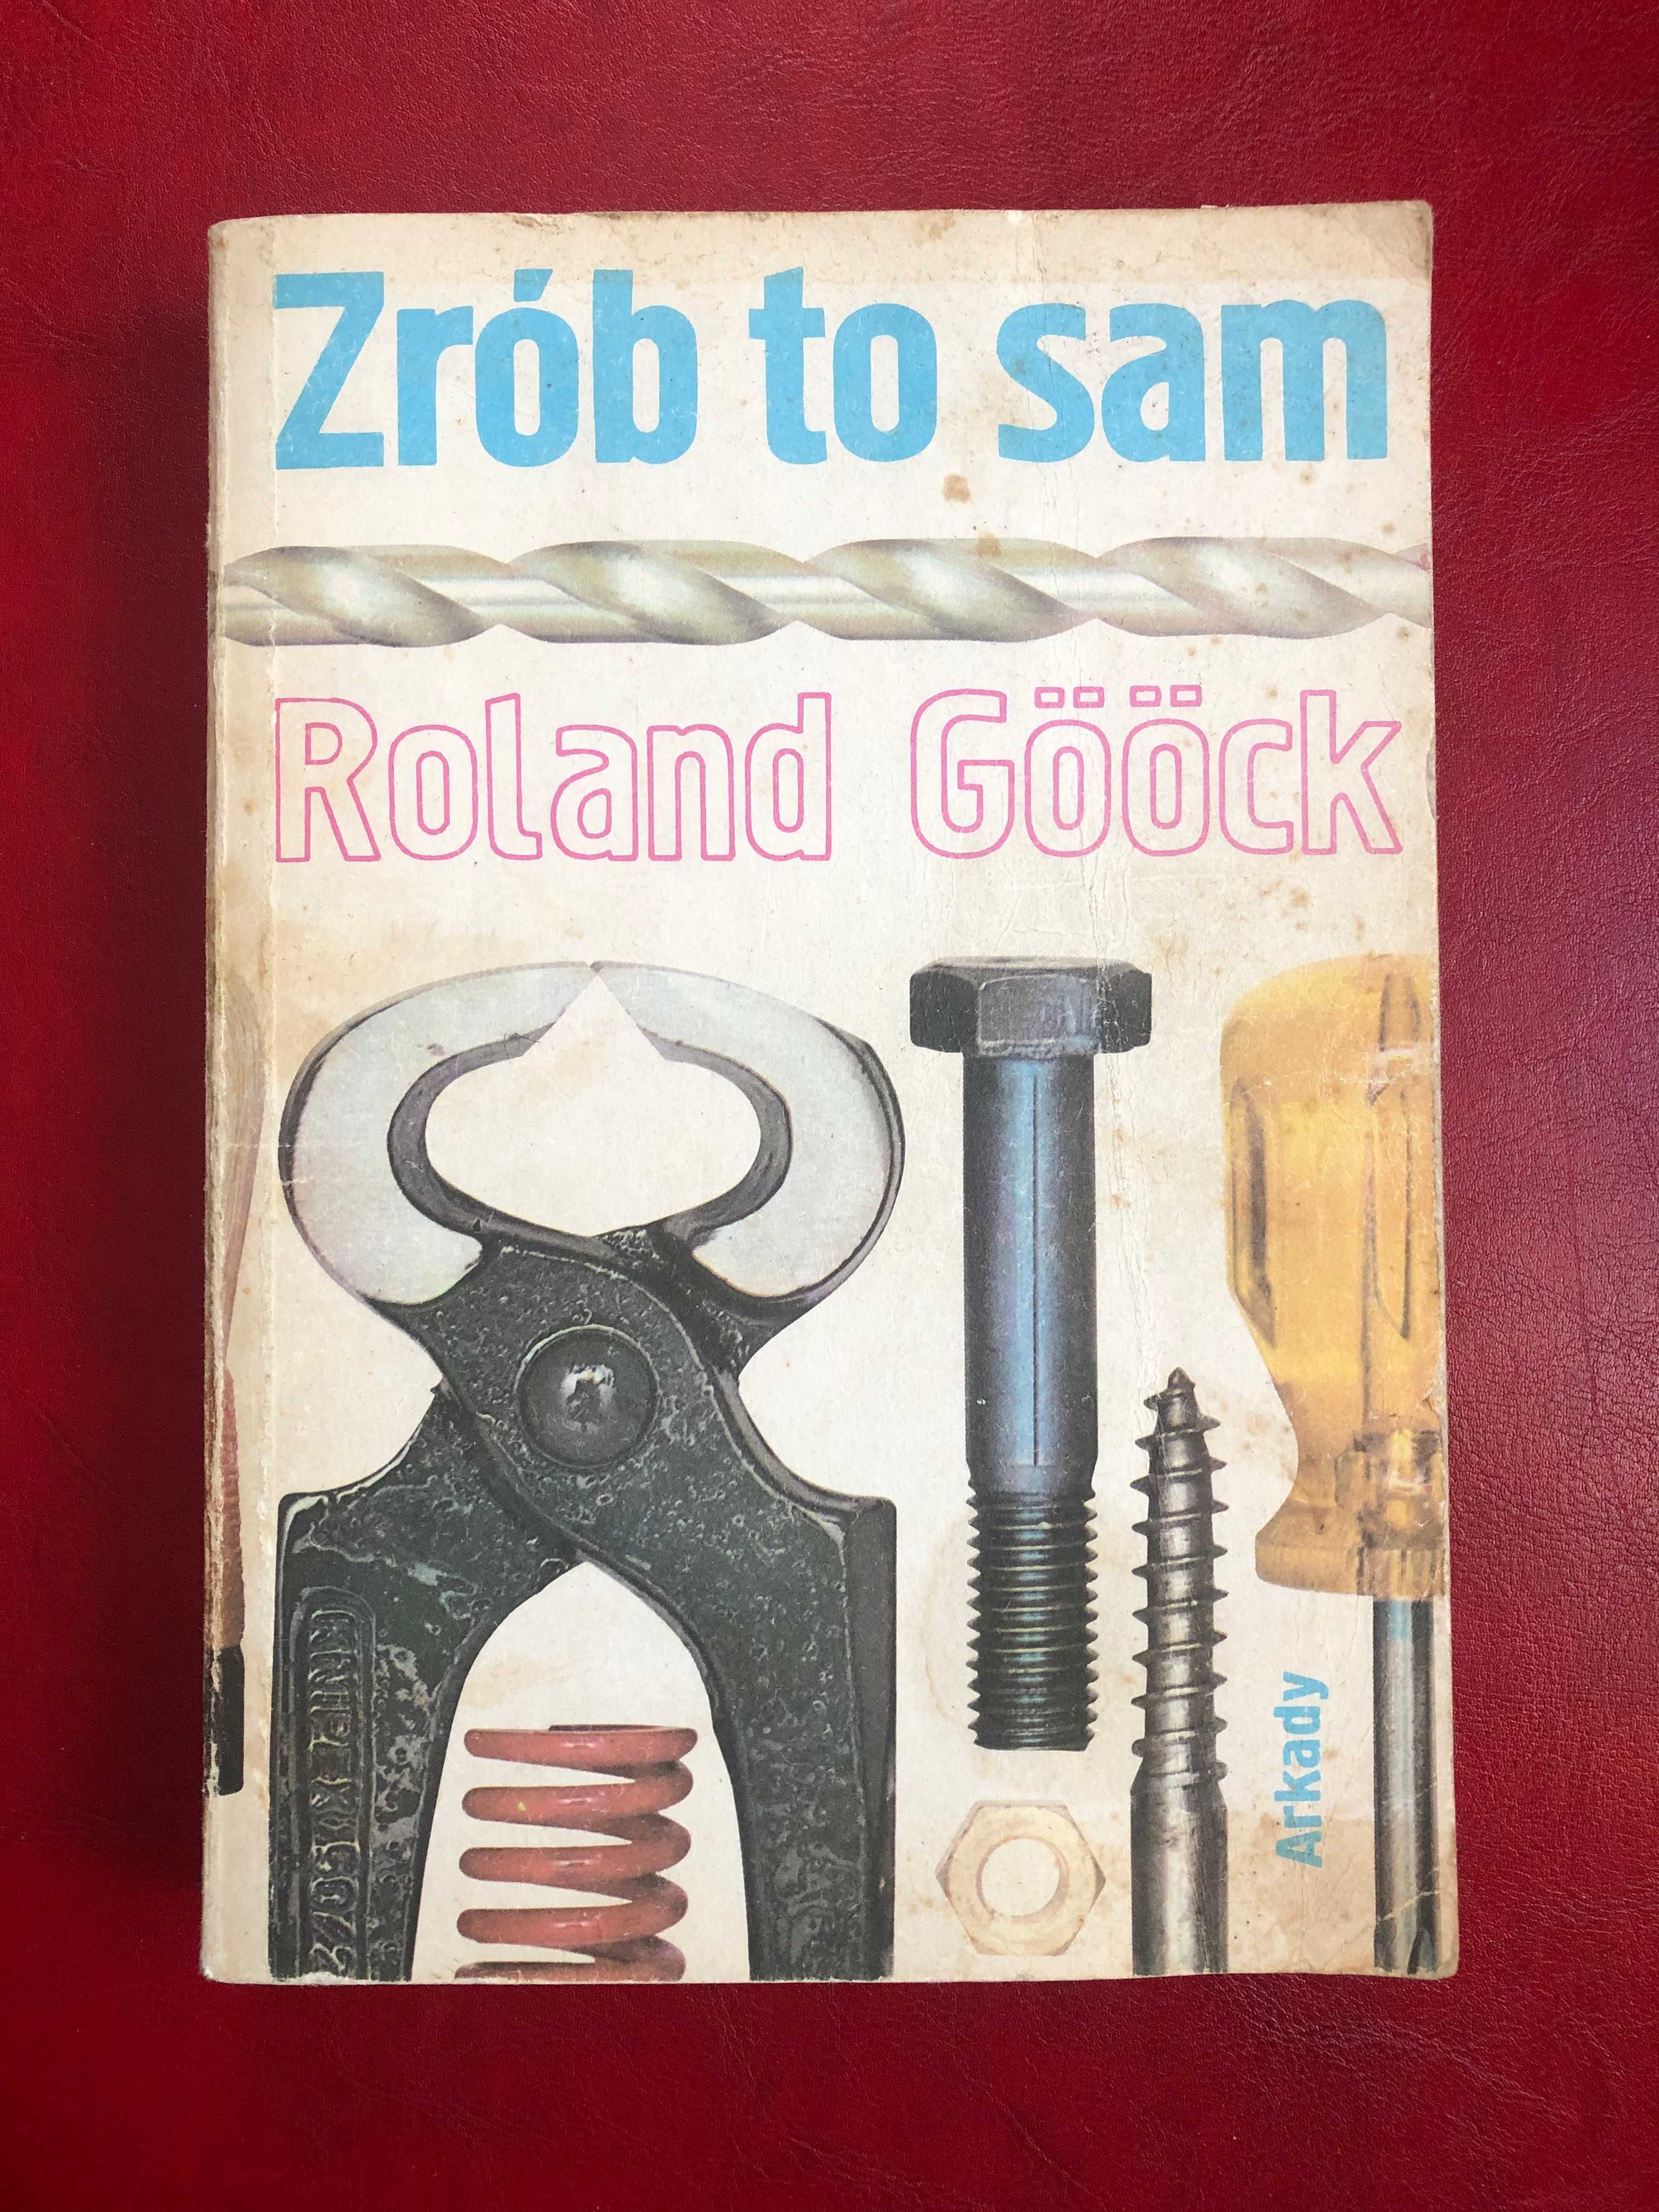 Zrób to sam
Roland Gööck
Arkady